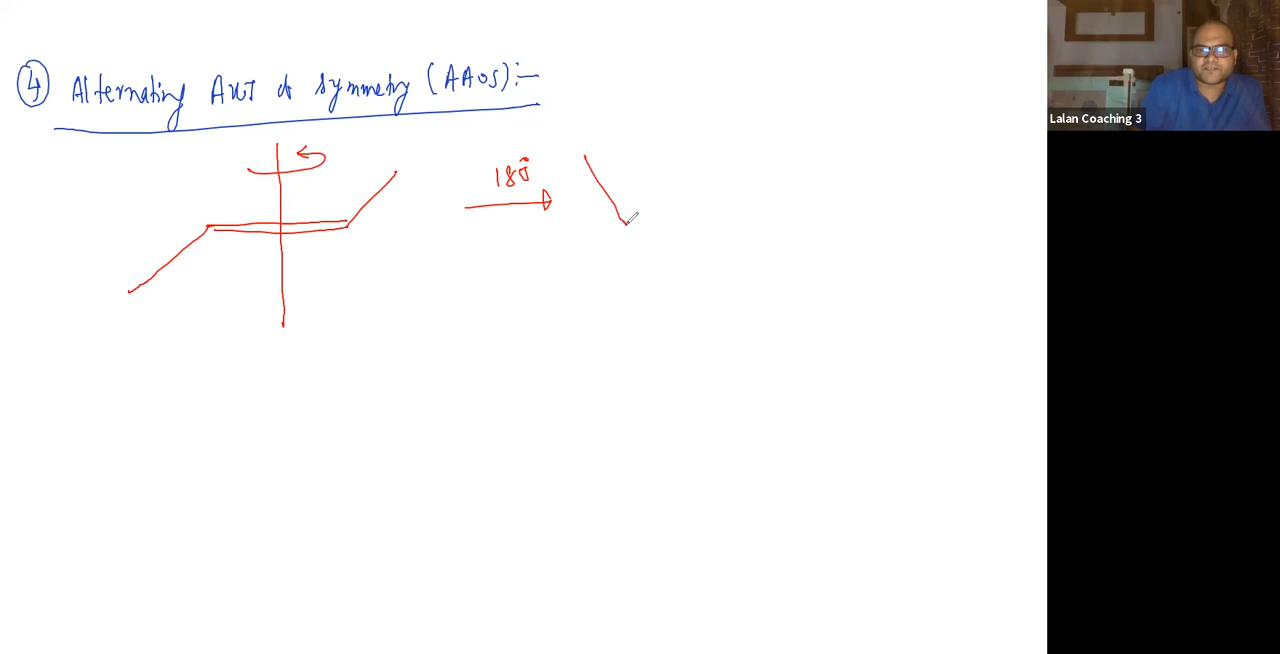 ④ Alternating Axis of symmetry (AAOS):-
180°
Lalan Coaching 3